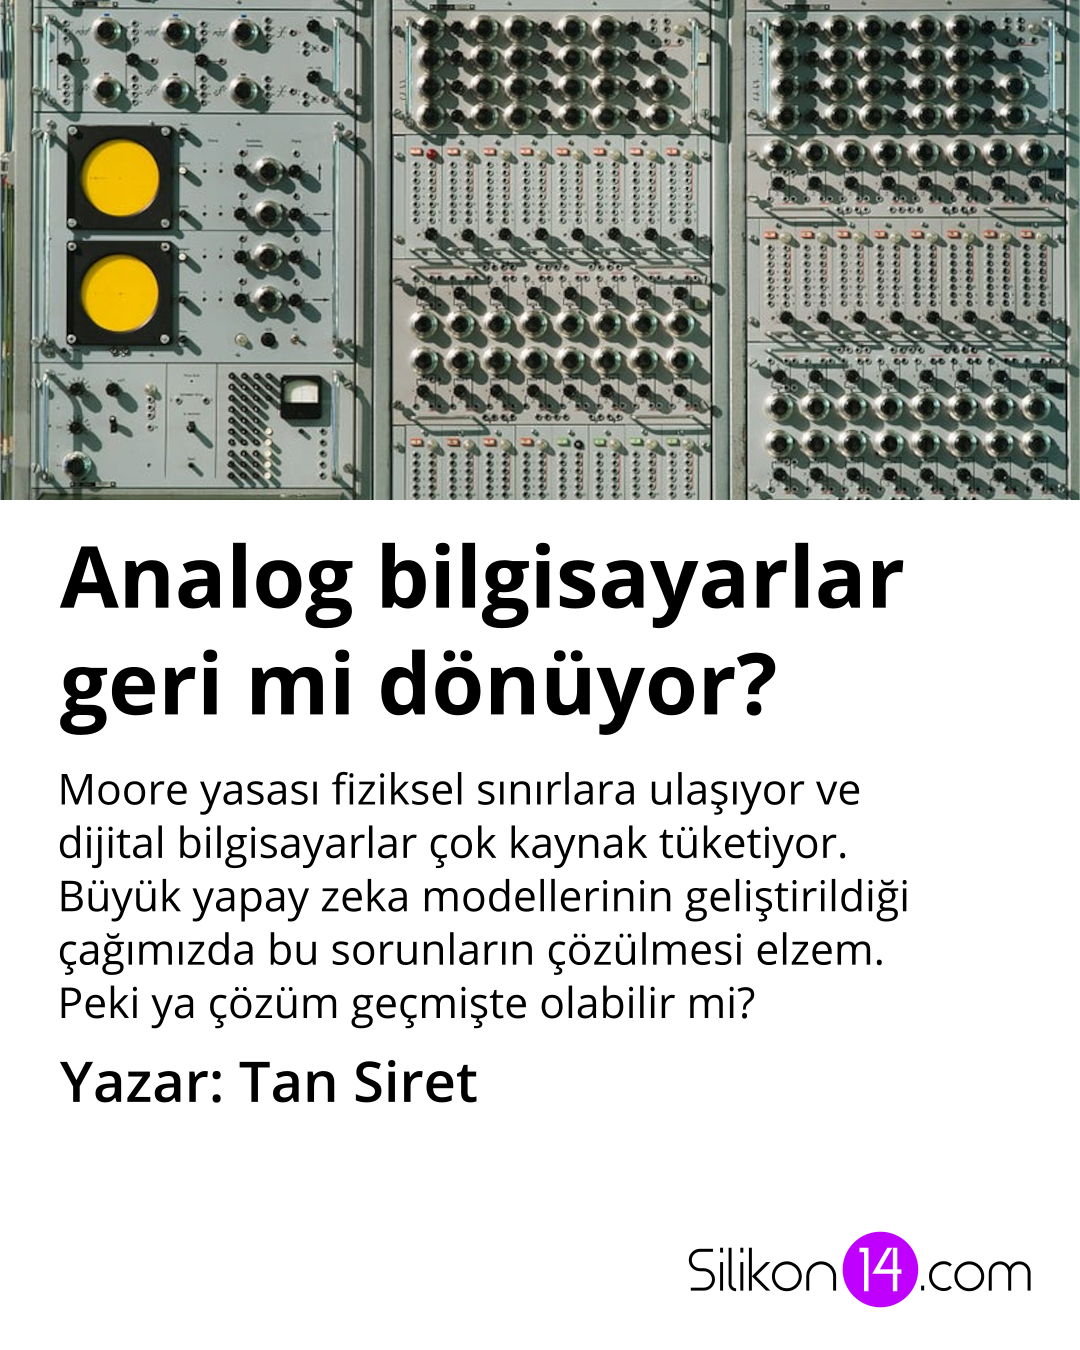 Analog bilgisayarlar
geri mi dönüyor?
Moore yasası fiziksel sınırlara ulaşıyor ve
dijital bilgisayarlar çok kaynak tüketiyor.
Büyük yapay zeka modellerinin geliştirildiği
çağımızda bu sorunların çözülmesi elzem.
Peki ya çözüm geçmişte olabilir mi?
Yazar: Tan Siret
Silikon14.com